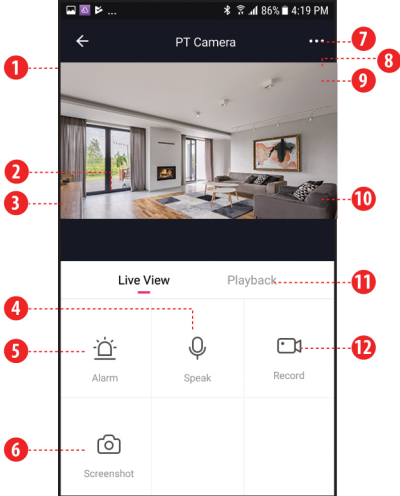 ... 86% 4:19 PM
PT Camera ...
7
8
1
9
2
3
10
Live View Playback
11
4
5
12
Alarm Speak Record
6
Screenshot